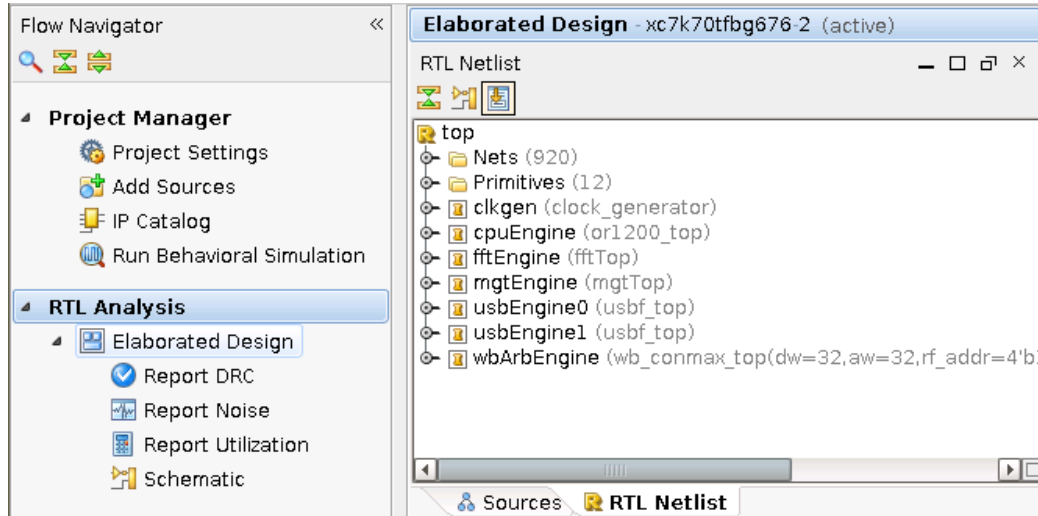 Flow Navigator
Project Manager
Project Settings
Add Sources
IP Catalog
Run Behavioral Simulation
RTL Analysis
Elaborated Design
Report DRC
Report Noise
Report Utilization
Schematic
Elaborated Design - xc7k70tfbg676-2 (active)
RTL Netlist
top
Nets (920)
Primitives (12)
clkgen (clock_generator)
cpuEngine (or1200_top)
fftEngine (fftTop)
mgtEngine (mgtTop)
usbEngine0 (usbf_top)
usbEngine1 (usbf_top)
wbArbEngine (wb_conmax_top(dw=32,aw=32,rf_addr=4'b
Sources
RTL Netlist